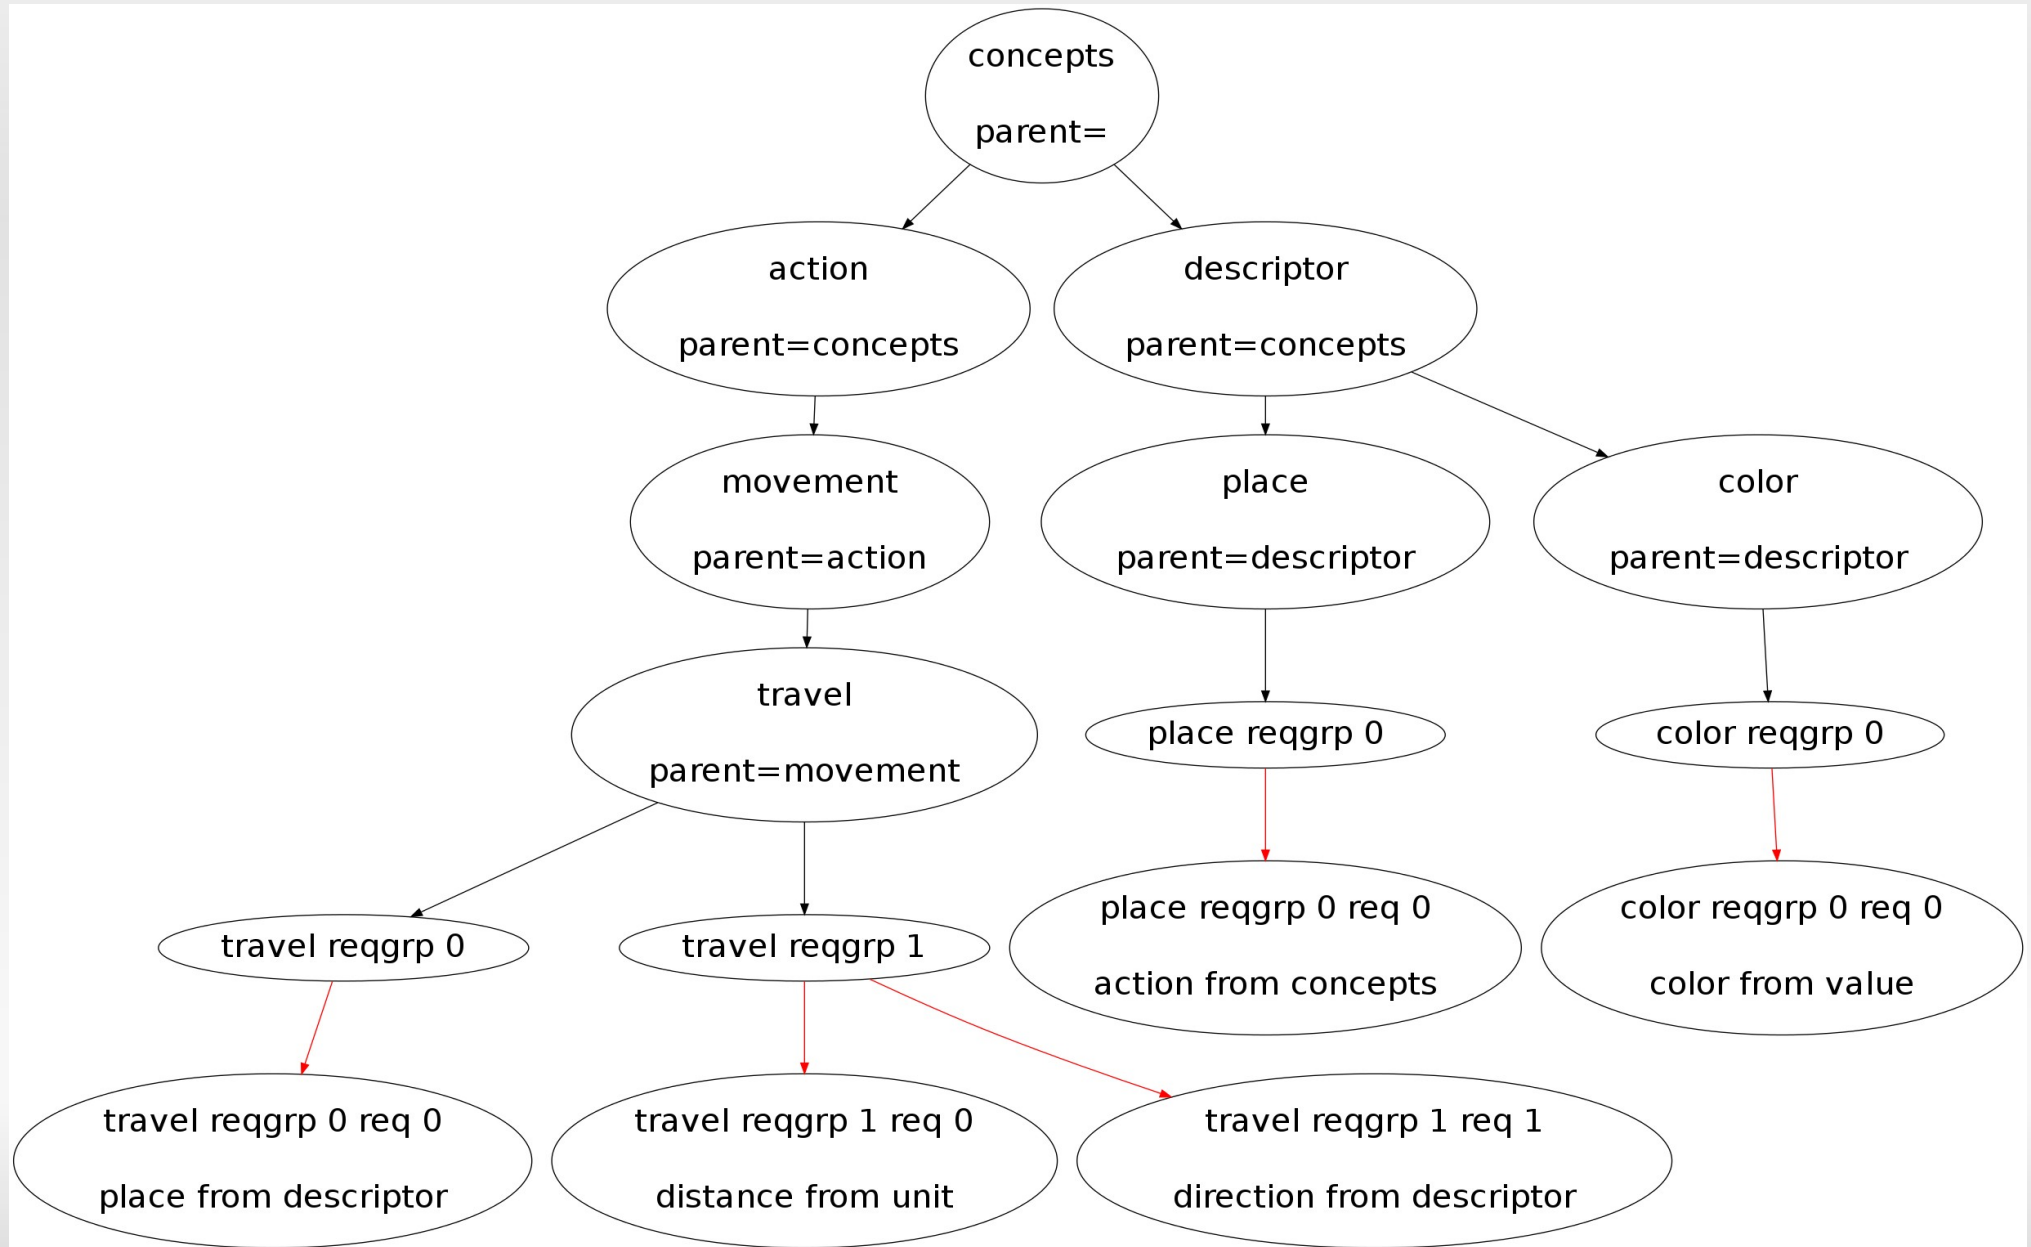 concepts
parent=
action
parent=concepts
descriptor
parent=concepts
movement
parent=action
place
parent=descriptor
color
parent=descriptor
travel
parent=movement
place reqgrp 0
color reqgrp 0
travel reqgrp 0
travel reqgrp 1
place reqgrp 0 req 0
action from concepts
color reqgrp 0 req 0
color from value
travel reqgrp 0 req 0
place from descriptor
travel reqgrp 1 req 0
distance from unit
travel reqgrp 1 req 1
direction from descriptor